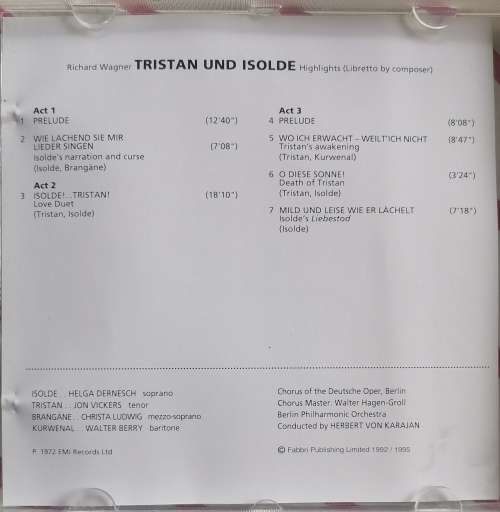 Richard Wagner TRISTAN UND ISOLDE Highlights (Libretto by composer)
Act 1
1 PRELUDE (12'40")
2 WIE LACHEND SIE MIR
LIEDER SINGEN (7'08")
Isolde's narration and curse
(Isolde, Brangäne)
Act 2
3 ISOLDE!...TRISTAN! (18'10")
Love Duet
(Tristan, Isolde)
Act 3
4 PRELUDE (8'08")
5 WO ICH ERWACHT – WEILT'ICH NICHT (8'47")
Tristan's awakening
(Tristan, Kurwenal)
6 O DIESE SONNE! (3'24")
Death of Tristan
(Tristan, Isolde)
7 MILD UND LEISE WIE ER LÄCHELT (7'18")
Isolde's Liebestod
(Isolde)
ISOLDE . . HELGA DERNESCH soprano
TRISTAN . . JON VICKERS tenor
BRANGÄNE . . CHRISTA LUDWIG mezzo-soprano
KURWENAL . . WALTER BERRY baritone
P 1972 EMI Records Ltd
Chorus of the Deutsche Oper, Berlin
Chorus Master: Walter Hagen-Groll
Berlin Philharmonic Orchestra
Conducted by HERBERT VON KARAJAN
© Fabbri Publishing Limited 1992 / 1995